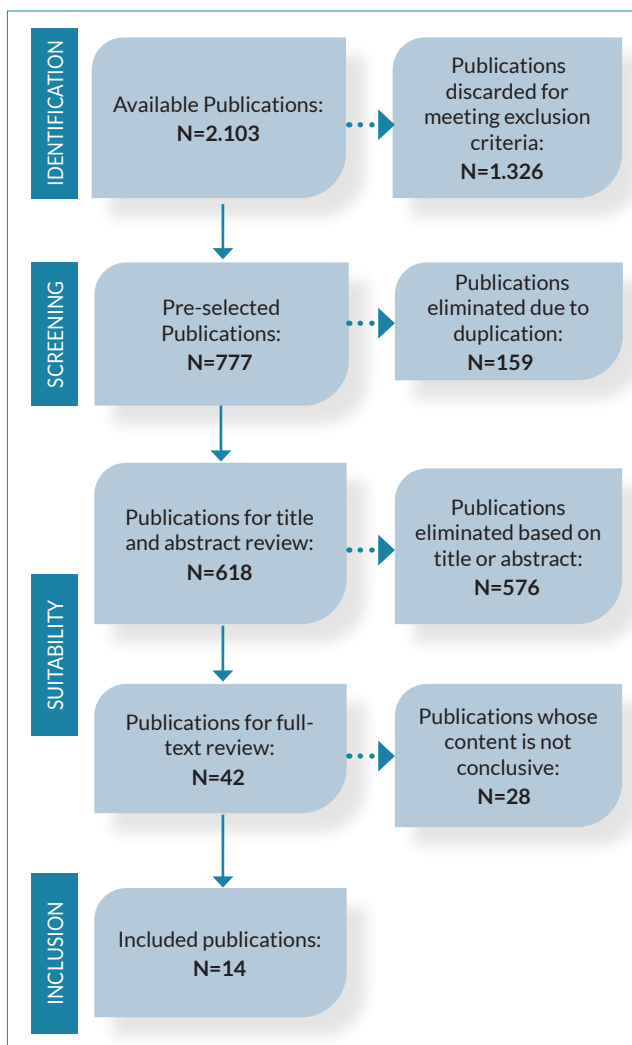 IDENTIFICATION
Available Publications:
N=2.103
Publications
discarded for
meeting exclusion
criteria:
N=1.326
SCREENING
Pre-selected
Publications:
N=777
Publications
eliminated due to
duplication:
N=159
SUITABILITY
Publications for title
and abstract review:
N=618
Publications
eliminated based on
title or abstract:
N=576
Publications for full-
text review:
N=42
Publications whose
content is not
conclusive:
N=28
INCLUSION
Included publications:
N=14